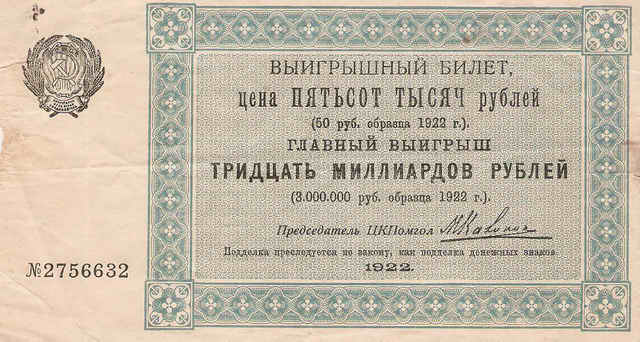 ВЫИГРЫШНЫЙ БИЛЕТ,
цена ПЯТЬСОТ ТЫСЯЧ рублей
(50 руб. образца 1922 г.).
ГЛАВНЫЙ ВЫИГРЫШ
ТРИДЦАТЬ МИЛЛИАРДОВ РУБЛЕЙ
(3.000.000 руб. образца 1922 г.).
Председатель ЦКПомгол
Подделка преследуется по закону, как подделка денежных знаков
1922.
№2756632